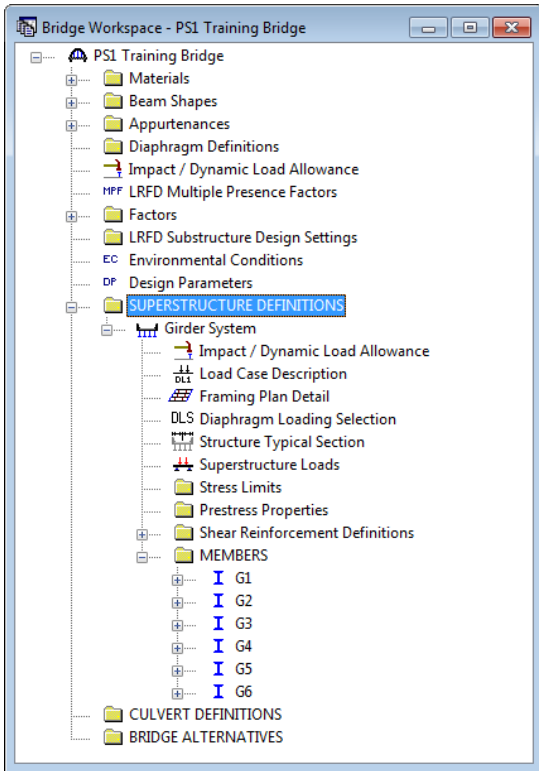 Bridge Workspace - PS1 Training Bridge
PS1 Training Bridge
Materials
Beam Shapes
Appurtenances
Diaphragm Definitions
Impact / Dynamic Load Allowance
MPF LRFD Multiple Presence Factors
Factors
LRFD Substructure Design Settings
EC Environmental Conditions
DP Design Parameters
SUPERSTRUCTURE DEFINITIONS
Girder System
Impact / Dynamic Load Allowance
DL1 Load Case Description
Framing Plan Detail
DLS Diaphragm Loading Selection
Structure Typical Section
Superstructure Loads
Stress Limits
Prestress Properties
Shear Reinforcement Definitions
MEMBERS
G1
G2
G3
G4
G5
G6
CULVERT DEFINITIONS
BRIDGE ALTERNATIVES